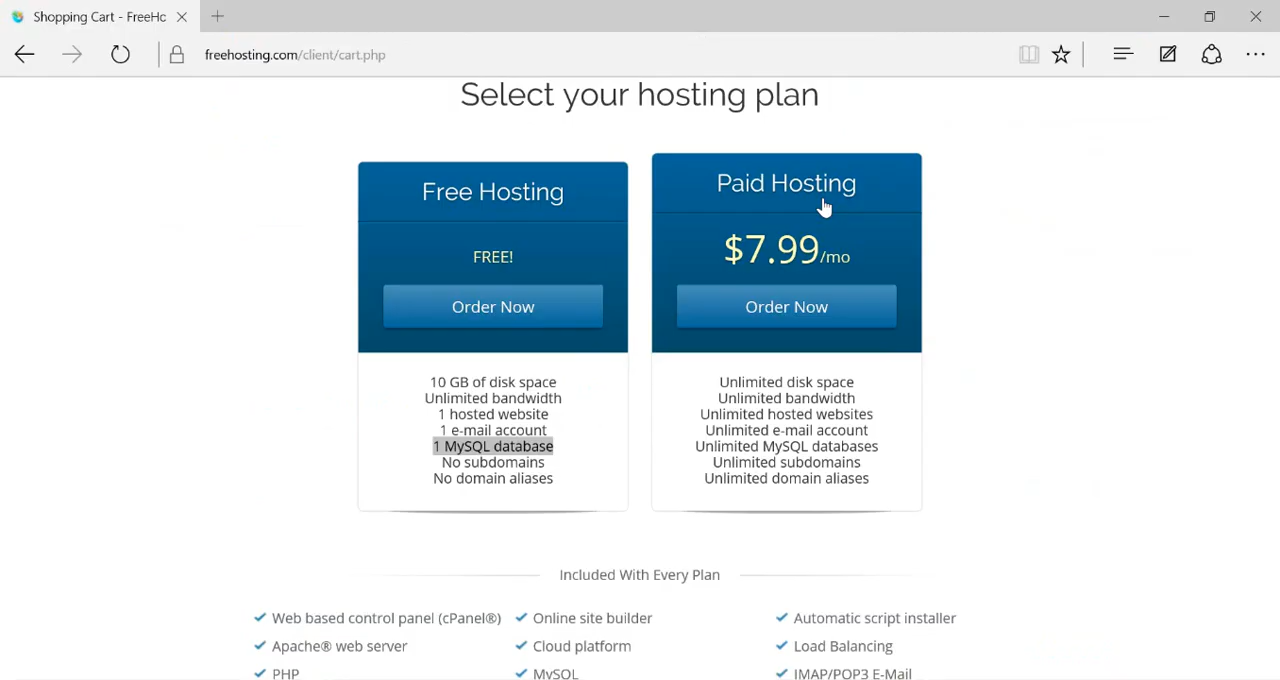 Shopping Cart - FreeHc
freehosting.com/client/cart.php
Select your hosting plan
Free Hosting
FREE!
Order Now
10 GB of disk space
Unlimited bandwidth
1 hosted website
1 e-mail account
1 MySQL database
No subdomains
No domain aliases
Paid Hosting
$7.99/mo
Order Now
Unlimited disk space
Unlimited bandwidth
Unlimited hosted websites
Unlimited e-mail account
Unlimited MySQL databases
Unlimited subdomains
Unlimited domain aliases
Included With Every Plan
Web based control panel (cPanel®)
Online site builder
Automatic script installer
Apache® web server
Cloud platform
Load Balancing
PHP
MySQL
IMAP/POP3 E-Mail